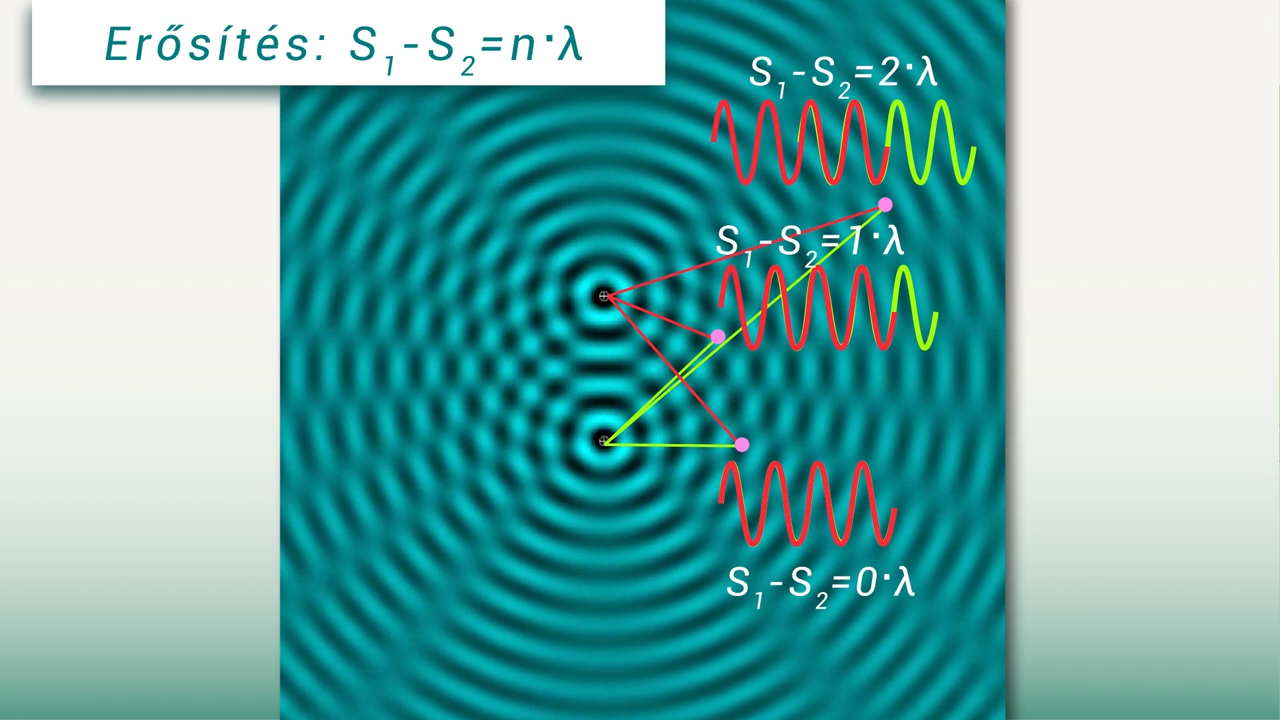 Erősítés: S₁-S₂=n·λ
S₁-S₂=2·λ
S₁-S₂=1·λ
S₁-S₂=0·λ